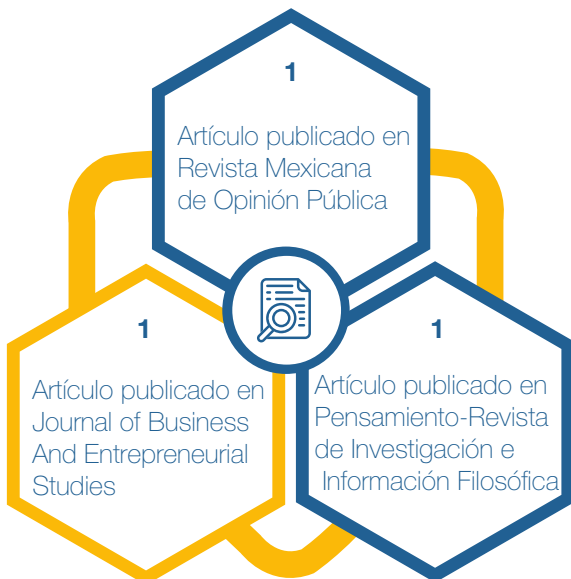 1
Artículo publicado en
Revista Mexicana
de Opinión Pública
1
Artículo publicado en
Journal of Business
And Entrepreneurial
Studies
1
Artículo publicado en
Pensamiento-Revista
de Investigación e
Información Filosófica